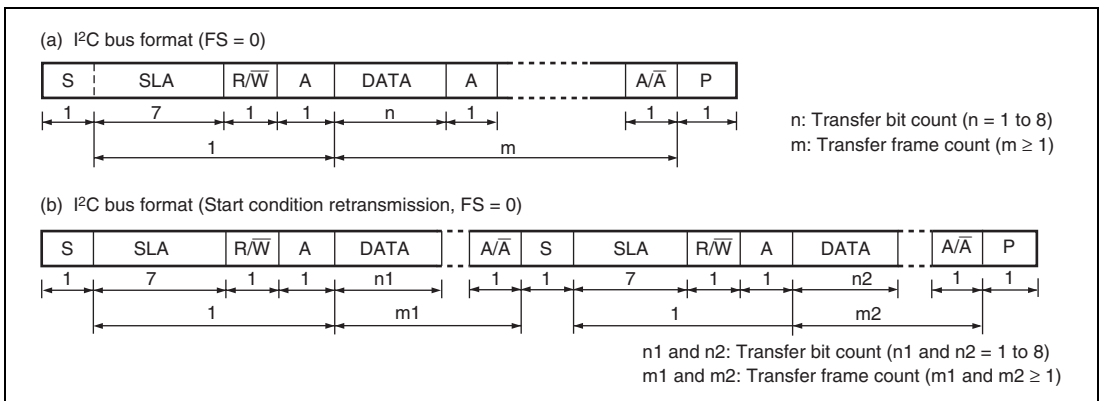 (a) I²C bus format (FS = 0)
S SLA R/W̅ A DATA A A/A̅ P
1 7 1 1 n 1 1 1
1 m
n: Transfer bit count (n = 1 to 8)
m: Transfer frame count (m ≥ 1)
(b) I²C bus format (Start condition retransmission, FS = 0)
S SLA R/W̅ A DATA A/A̅ S SLA R/W̅ A DATA A/A̅ P
1 7 1 1 n1 1 1 7 1 1 n2 1 1
1 m1 1 m2
n1 and n2: Transfer bit count (n1 and n2 = 1 to 8)
m1 and m2: Transfer frame count (m1 and m2 ≥ 1)